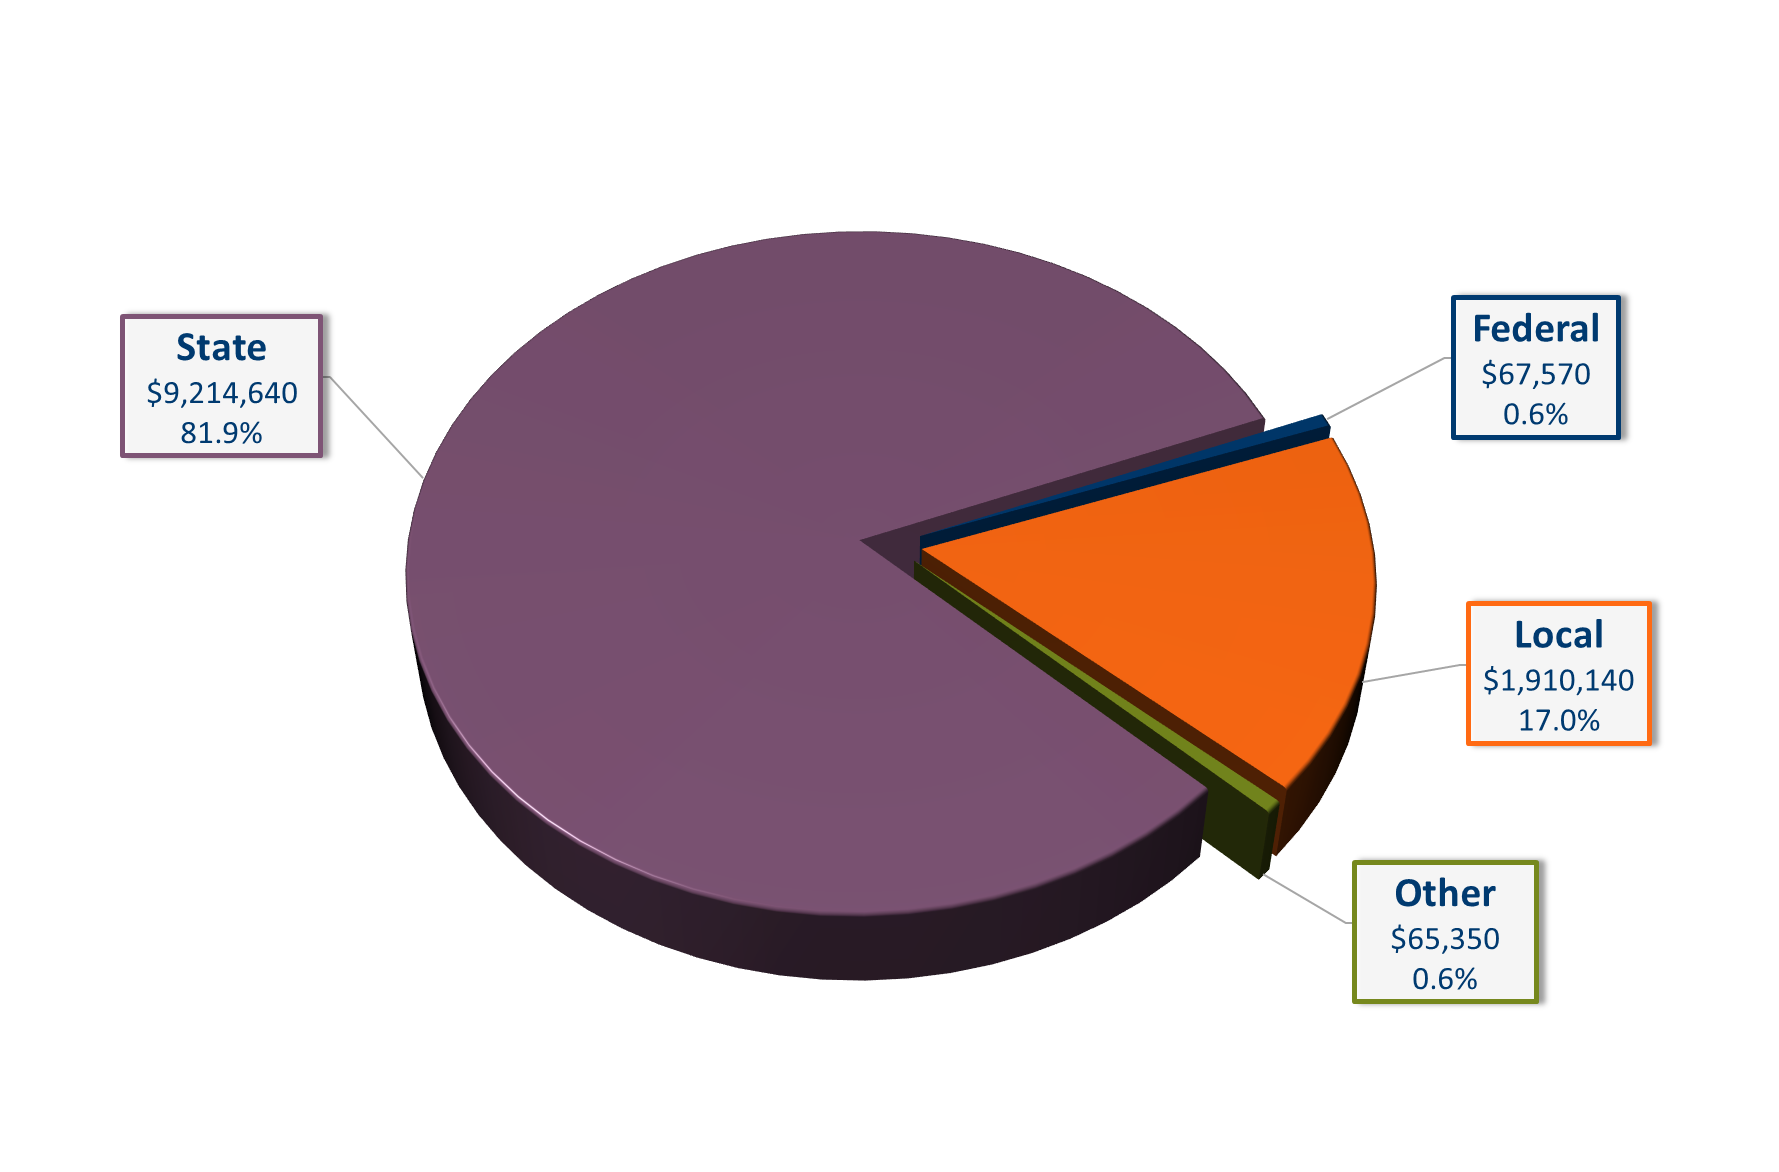 State
$9,214,640
81.9%
Federal
$67,570
0.6%
Local
$1,910,140
17.0%
Other
$65,350
0.6%